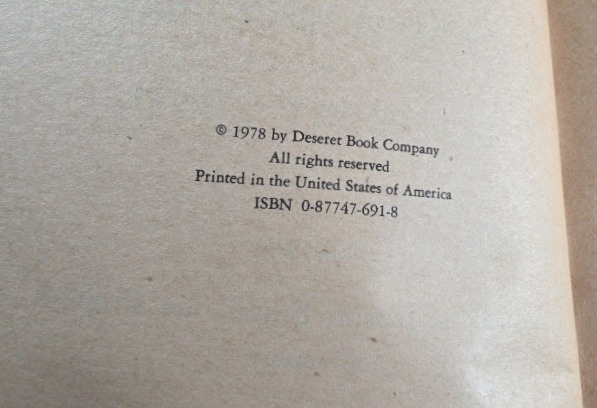 © 1978 by Deseret Book Company
All rights reserved
Printed in the United States of America
ISBN 0-87747-691-8